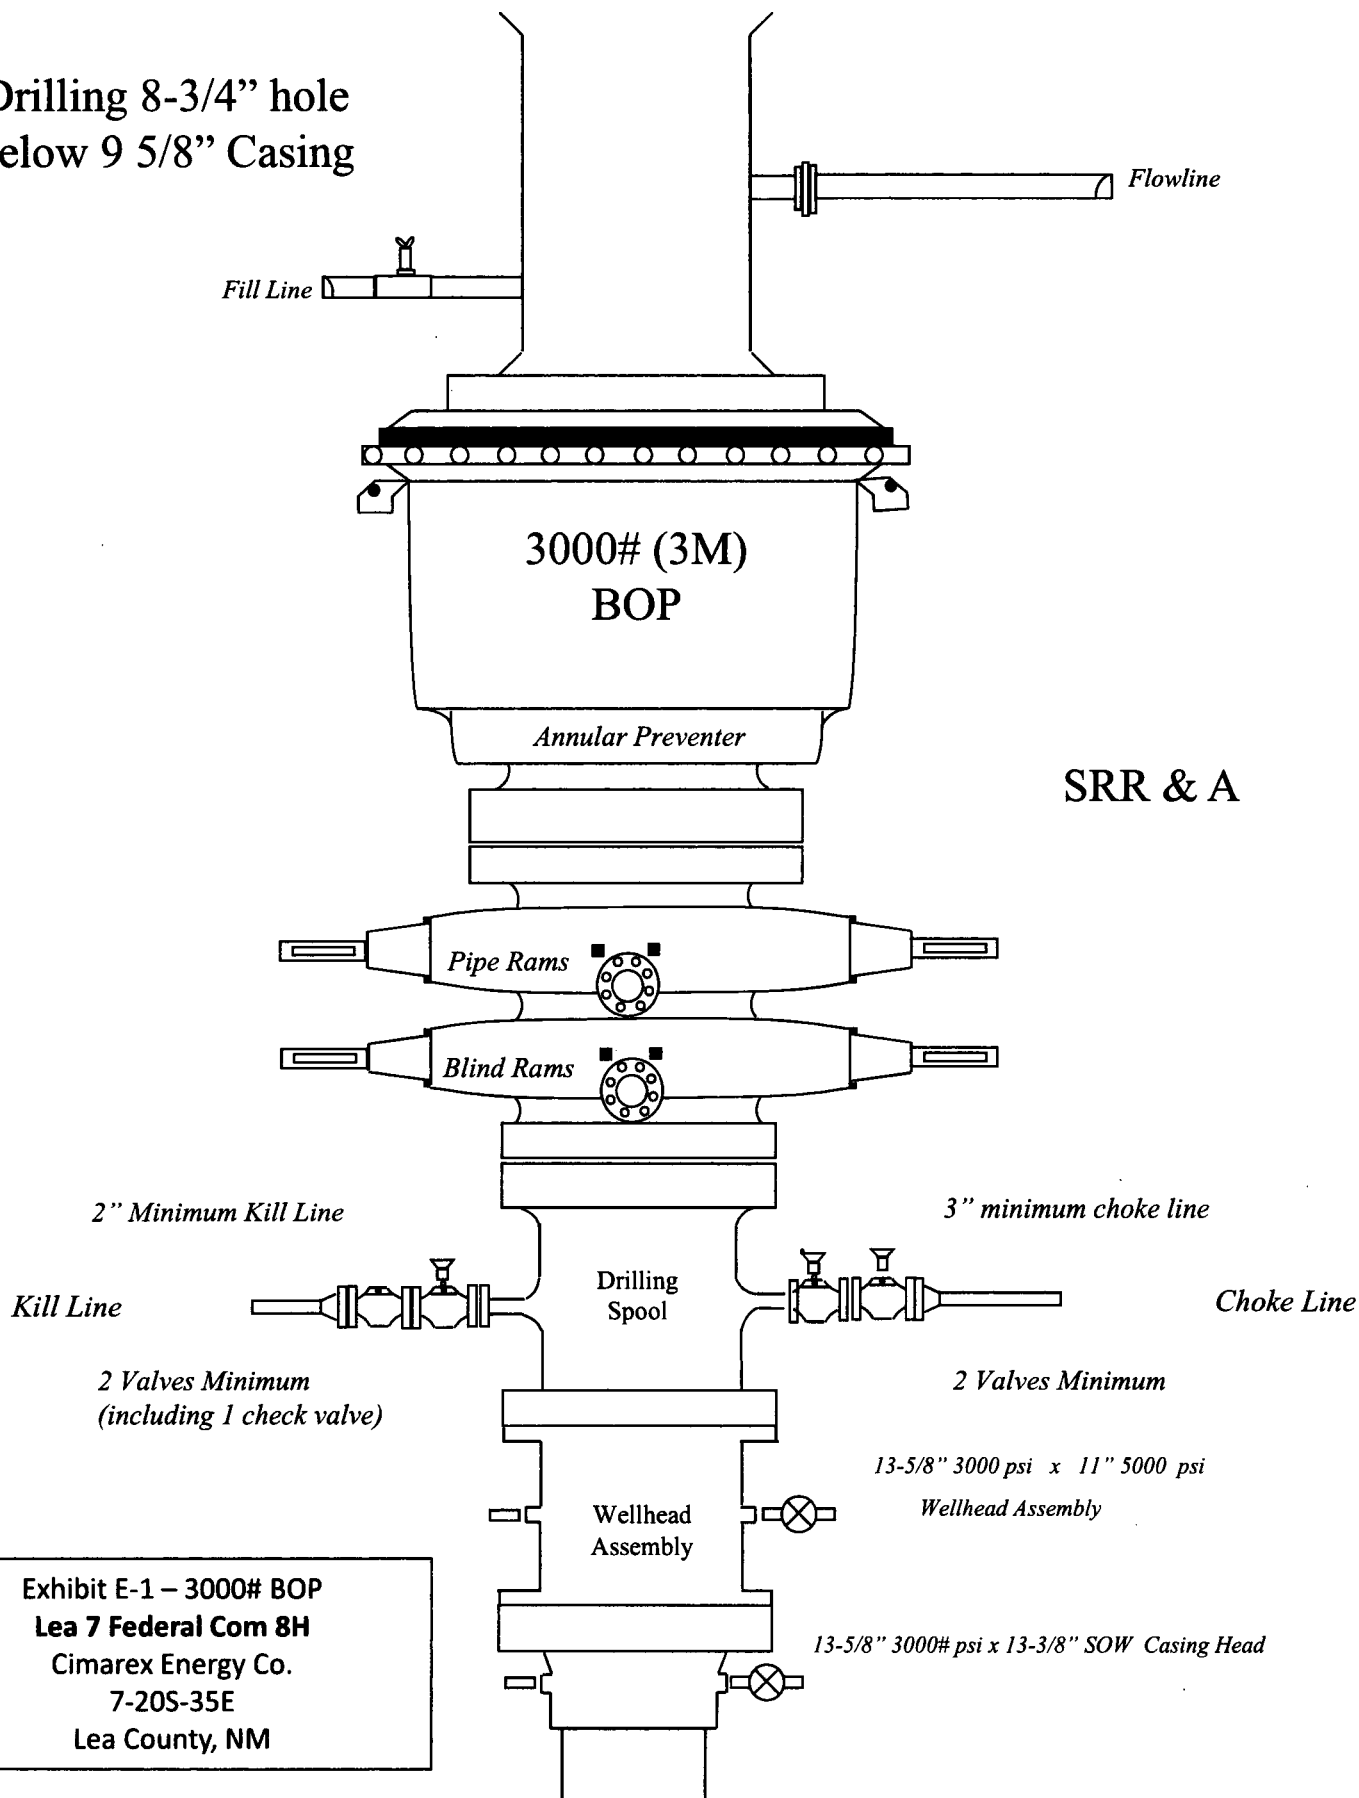 Drilling 8-3/4” hole
elow 9 5/8” Casing
Flowline
Fill Line
3000# (3M)
BOP
Annular Preventer
SRR & A
Pipe Rams
Blind Rams
2” Minimum Kill Line
3” minimum choke line
Drilling
Spool
Kill Line
Choke Line
2 Valves Minimum
(including 1 check valve)
2 Valves Minimum
13-5/8” 3000 psi x 11” 5000 psi
Wellhead Assembly
Wellhead
Assembly
Exhibit E-1 – 3000# BOP
Lea 7 Federal Com 8H
Cimarex Energy Co.
7-20S-35E
Lea County, NM
13-5/8” 3000# psi x 13-3/8” SOW Casing Head